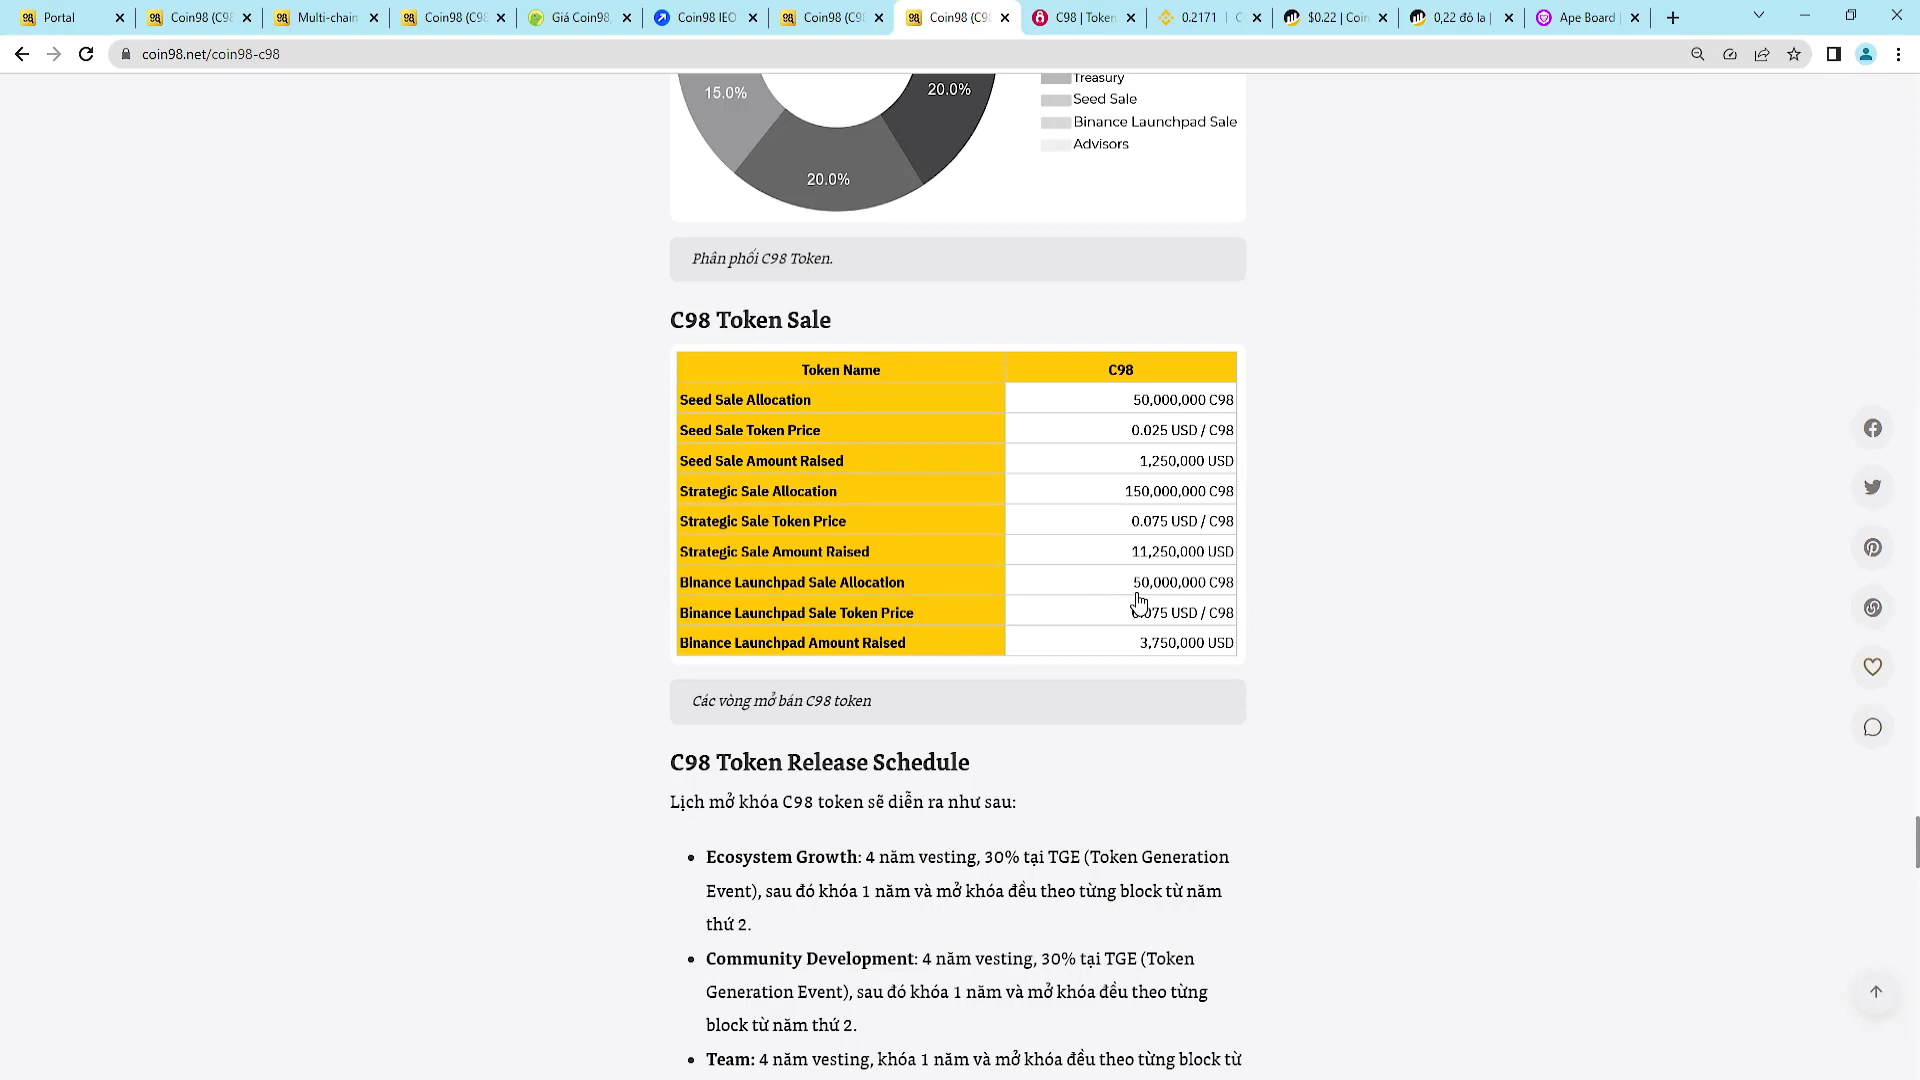 Portal
Coin98 (C98
Multi-chain
Coin98 (C98
Giá Coin98,
Coin98 IEO
Coin98 (C98
Coin98 (C98
C98 | Token
0.2171 | C
$0.22 | Coin
0,22 đô la |
Ape Board
coin98.net/coin98-c98
15.0%
20.0%
20.0%
Treasury
Seed Sale
Binance Launchpad Sale
Advisors
Phân phối C98 Token.
C98 Token Sale
Token Name C98
Seed Sale Allocation 50,000,000 C98
Seed Sale Token Price 0.025 USD / C98
Seed Sale Amount Raised 1,250,000 USD
Strategic Sale Allocation 150,000,000 C98
Strategic Sale Token Price 0.075 USD / C98
Strategic Sale Amount Raised 11,250,000 USD
Binance Launchpad Sale Allocation 50,000,000 C98
Binance Launchpad Sale Token Price 0.075 USD / C98
Binance Launchpad Amount Raised 3,750,000 USD
Các vòng mở bán C98 token
C98 Token Release Schedule
Lịch mở khóa C98 token sẽ diễn ra như sau:
• Ecosystem Growth: 4 năm vesting, 30% tại TGE (Token Generation
Event), sau đó khóa 1 năm và mở khóa đều theo từng block từ năm
thứ 2.
• Community Development: 4 năm vesting, 30% tại TGE (Token
Generation Event), sau đó khóa 1 năm và mở khóa đều theo từng
block từ năm thứ 2.
• Team: 4 năm vesting, khóa 1 năm và mở khóa đều theo từng block từ